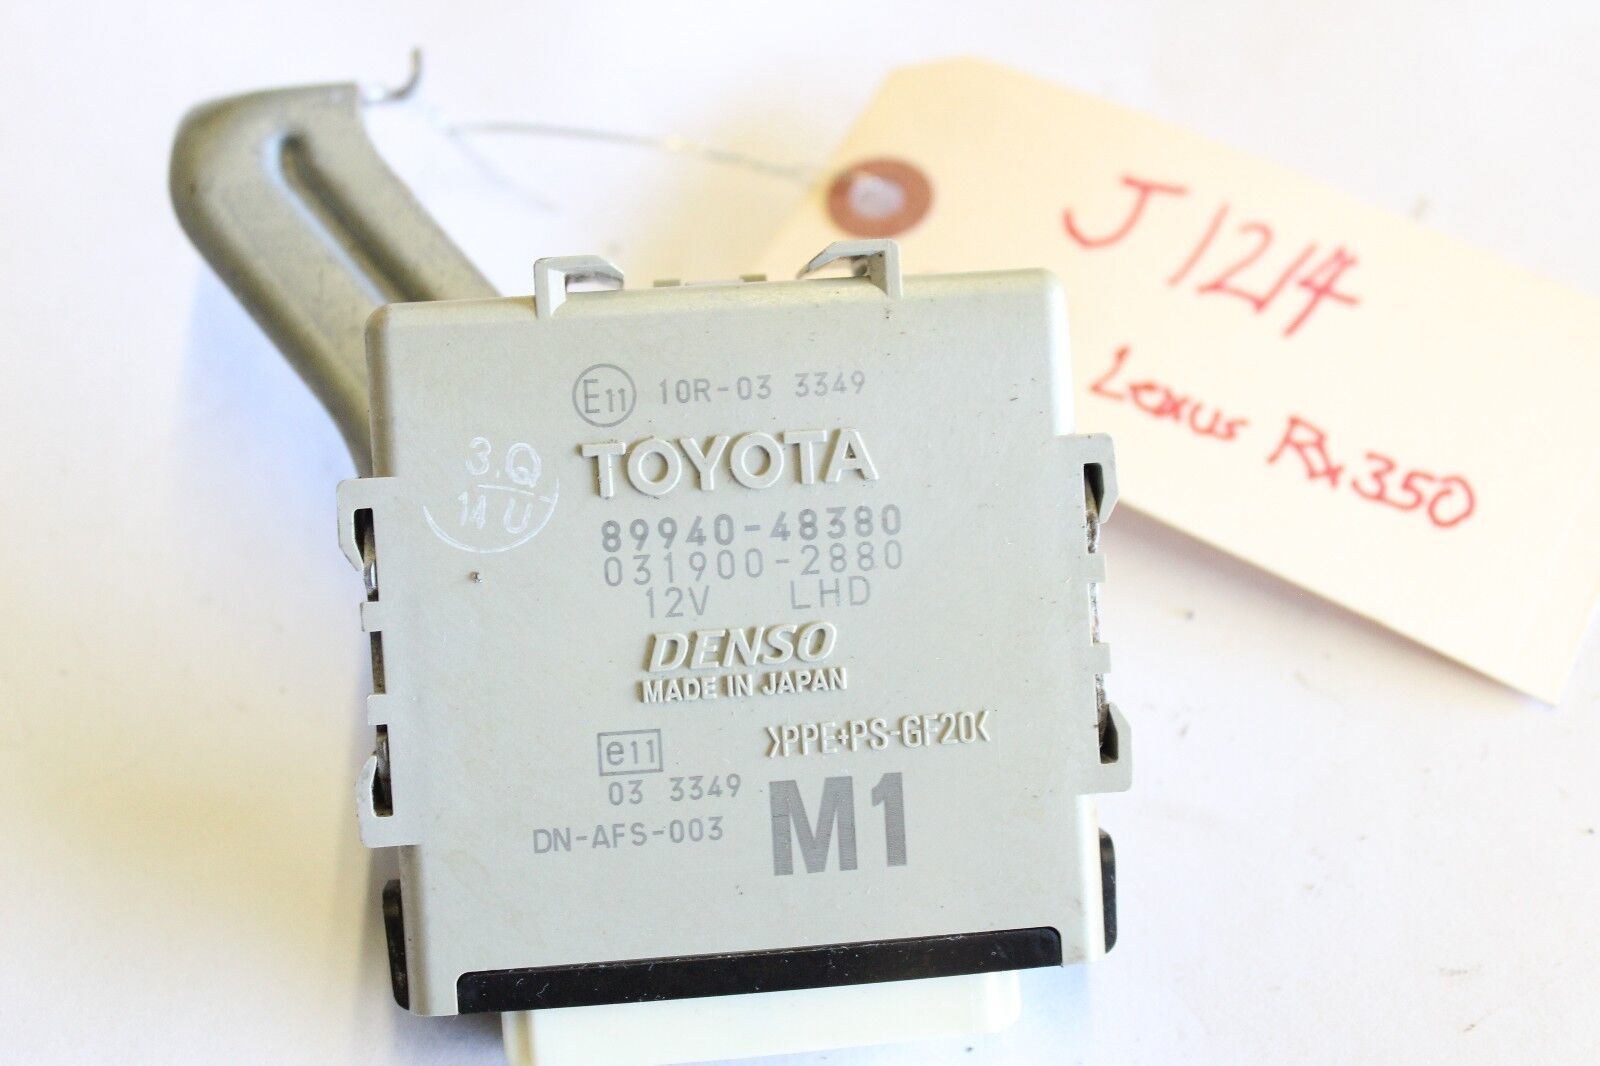 E11 10R-03 3349
TOYOTA
3.Q
14 U
89940-48380
031900-2880
12V LHD
DENSO
MADE IN JAPAN
>PPE+PS-GF20<
e11
03 3349
DN-AFS-003
M1
J1217
Lexus Rx350